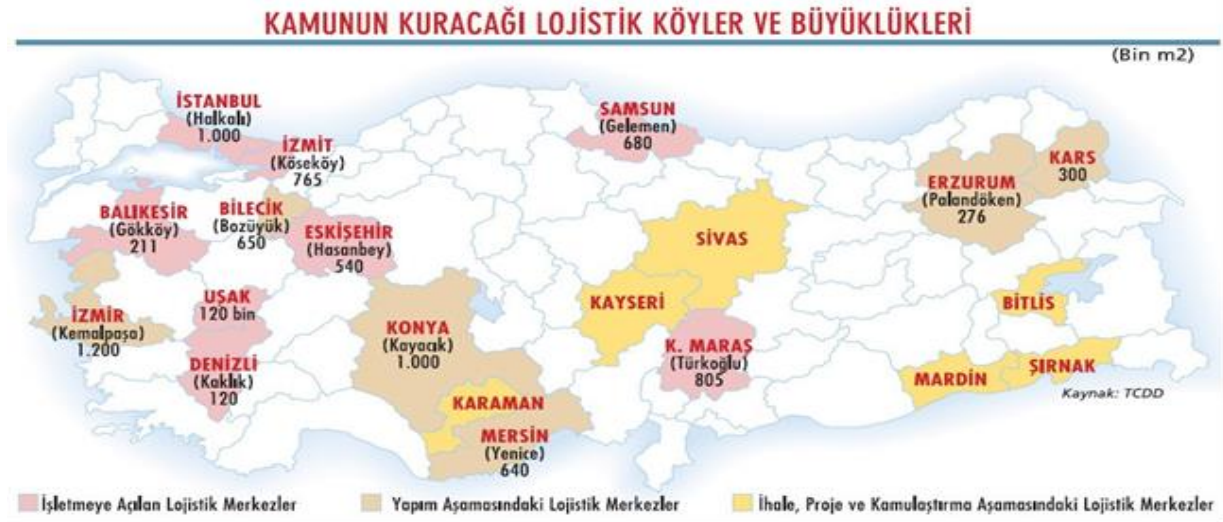 KAMUNUN KURACAĞI LOJİSTİK KÖYLER VE BÜYÜKLÜKLERİ
(Bin m2)
İSTANBUL
(Halkalı)
1.000
İZMİT
(Köseköy)
765
SAMSUN
(Gelemen)
680
KARS
300
ERZURUM
(Palandöken)
276
BALIKESİR
(Gökköy)
211
BİLECİK
(Bozüyük)
650
ESKİŞEHİR
(Hasanbey)
540
SİVAS
KAYSERİ
BİTLİS
UŞAK
120 bin
İZMİR
(Kemalpaşa)
1.200
KONYA
(Kayacık)
1.000
K. MARAŞ
(Türkoğlu)
805
DENİZLİ
(Kaklık)
120
MARDİN
ŞIRNAK
Kaynak: TCDD
KARAMAN
MERSİN
(Yenice)
640
İşletmeye Açılan Lojistik Merkezler
Yapım Aşamasındaki Lojistik Merkezler
İhale, Proje ve Kamulaştırma Aşamasındaki Lojistik Merkezler